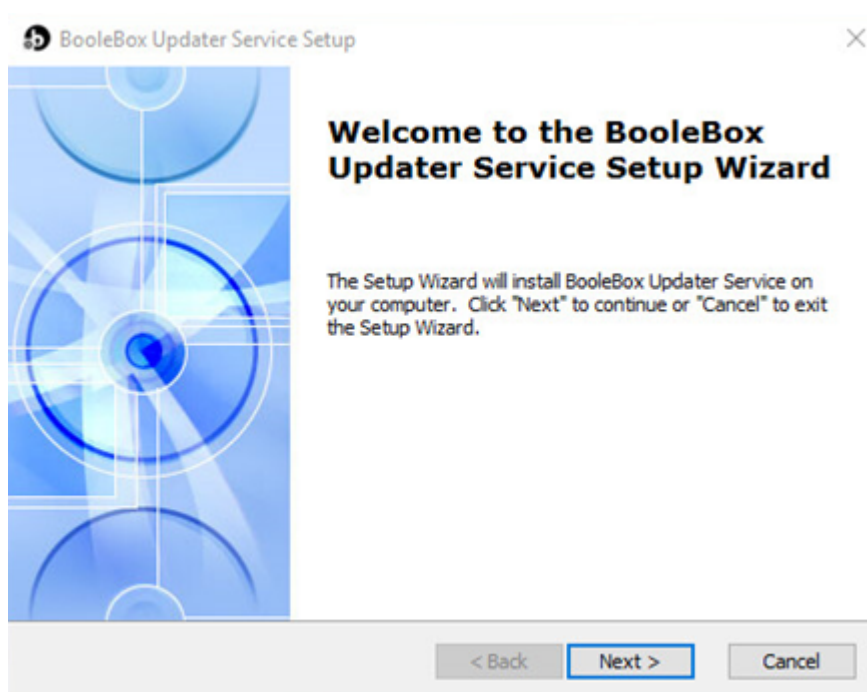 BooleBox Updater Service Setup
Welcome to the BooleBox
Updater Service Setup Wizard
The Setup Wizard will install BooleBox Updater Service on
your computer. Click "Next" to continue or "Cancel" to exit
the Setup Wizard.
< Back
Next >
Cancel